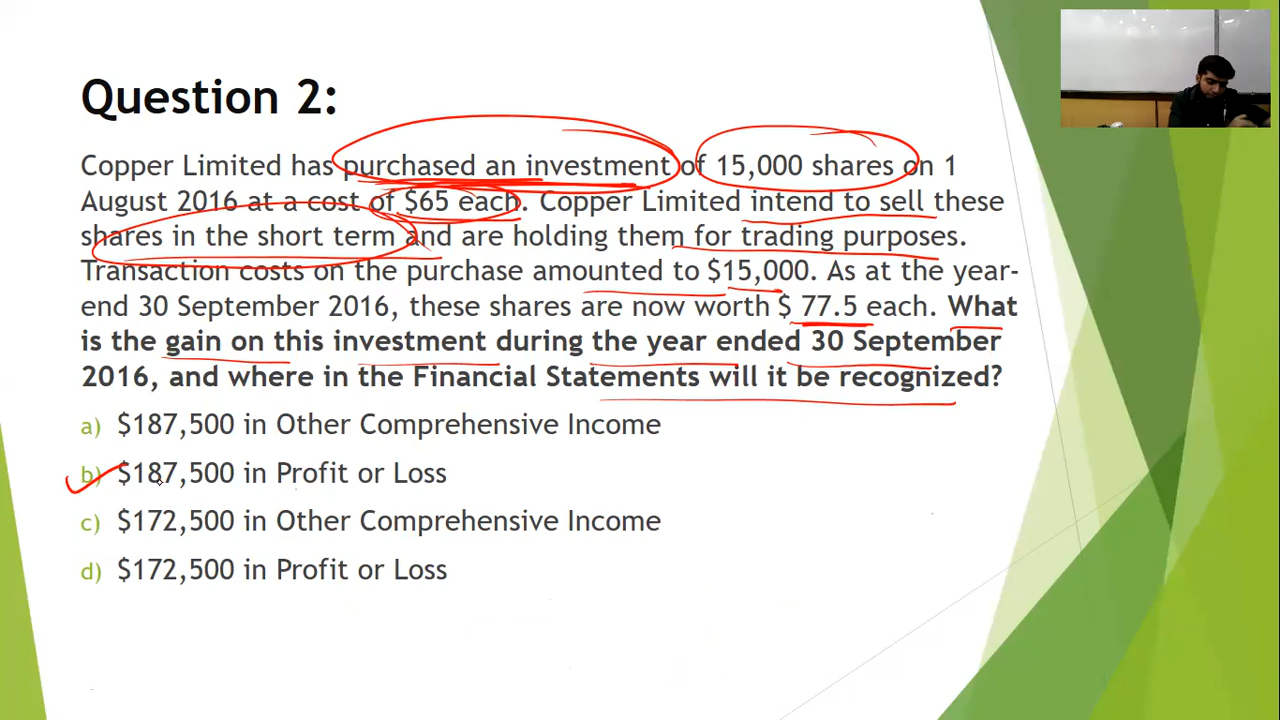 Question 2:
Copper Limited has purchased an investment of 15,000 shares on 1
August 2016 at a cost of $65 each. Copper Limited intend to sell these
shares in the short term and are holding them for trading purposes.
Transaction costs on the purchase amounted to $15,000. As at the year-
end 30 September 2016, these shares are now worth $ 77.5 each. What
is the gain on this investment during the year ended 30 September
2016, and where in the Financial Statements will it be recognized?
a) $187,500 in Other Comprehensive Income
b) $187,500 in Profit or Loss
c) $172,500 in Other Comprehensive Income
d) $172,500 in Profit or Loss